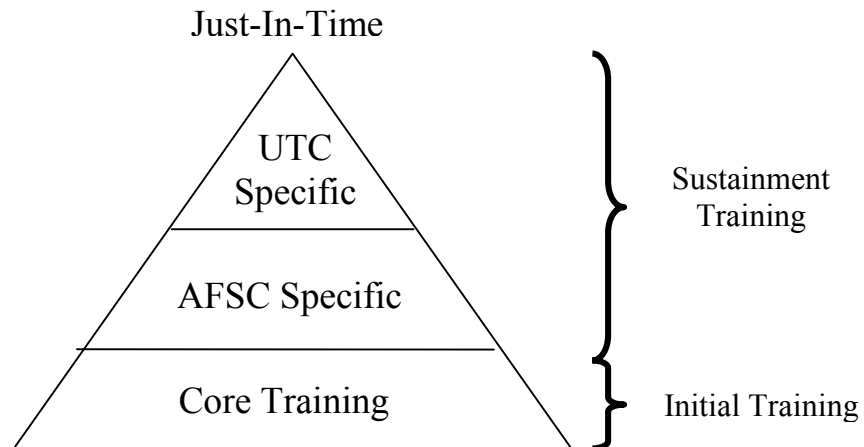 Just-In-Time
UTC
Specific
Sustainment
Training
AFSC Specific
Core Training
Initial Training